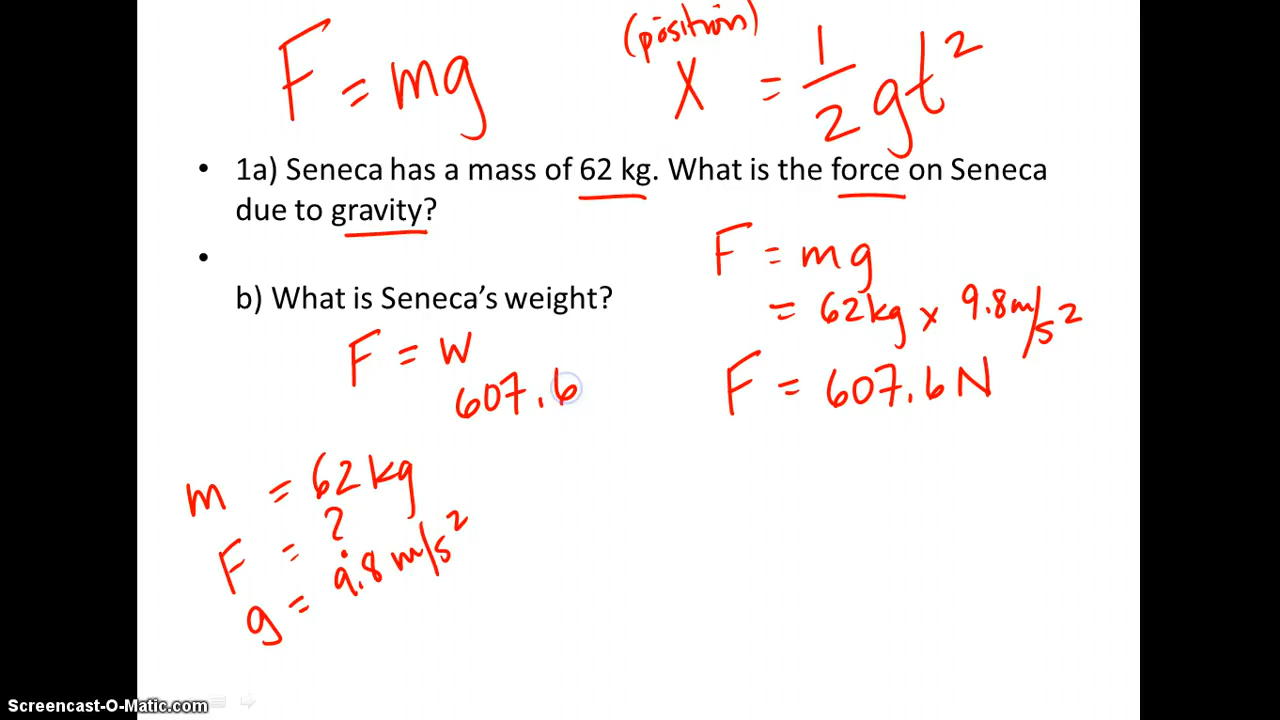 F = mg
(position)
X = 1/2 gt²
• 1a) Seneca has a mass of 62 kg. What is the force on Seneca
due to gravity?
F = mg
•
b) What is Seneca’s weight?
= 62kg x 9.8m/s²
F = W
F = 607.6N
607.6
m = 62kg
F = ?
g = 9.8 m/s²
Screencast-O-Matic.com